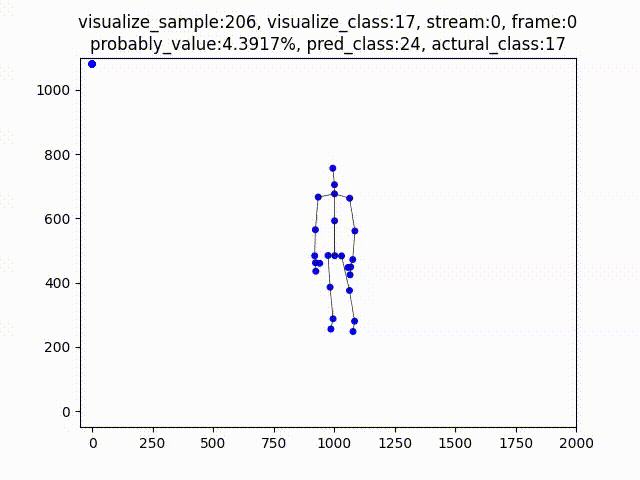 visualize_sample:206, visualize_class:17, stream:0, frame:0
probably_value:4.3917%, pred_class:24, actural_class:17
1000
800
600
400
200
0
0 250 500 750 1000 1250 1500 1750 2000